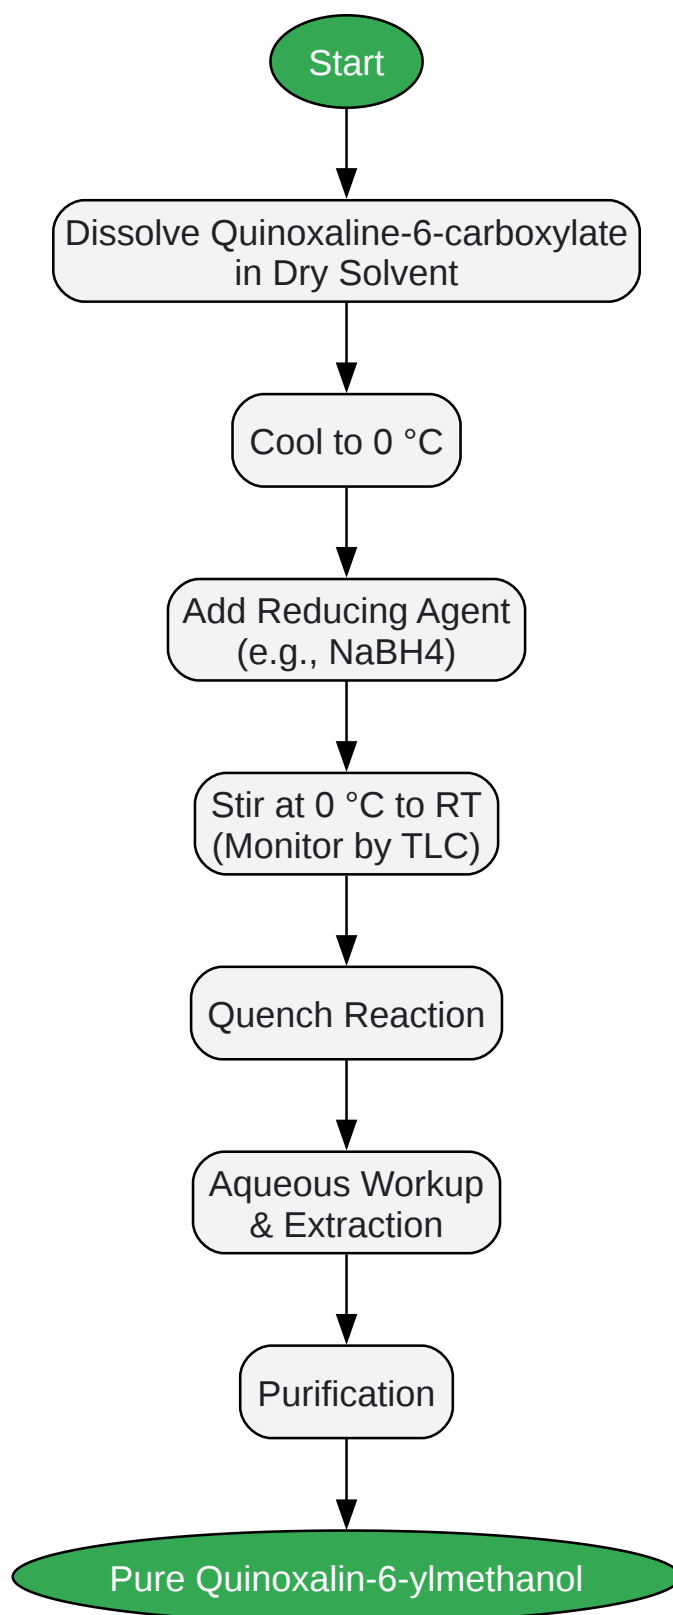 Start
Dissolve Quinoxaline-6-carboxylate
in Dry Solvent
Cool to 0 °C
Add Reducing Agent
(e.g., NaBH4)
Stir at 0 °C to RT
(Monitor by TLC)
Quench Reaction
Aqueous Workup
& Extraction
Purification
Pure Quinoxalin-6-ylmethanol